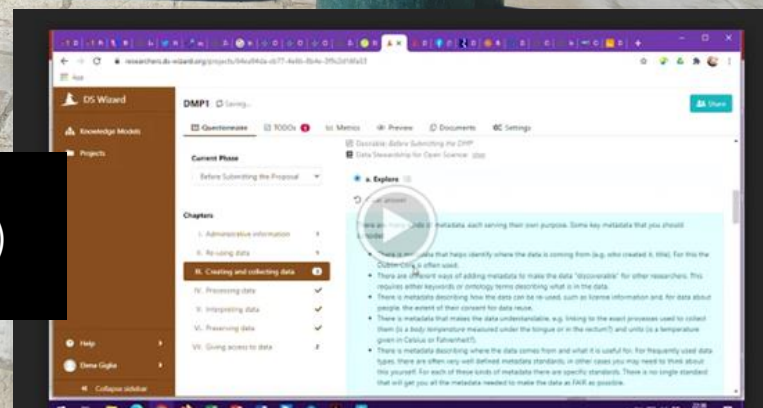 researchers.ds-wizard.org/projects/
App
DS Wizard
Knowledge Models
Projects
Help
Elena Giglia
Collapse sidebar
DMP1 Saving...
Share
Questionnaire TODOs Metrics Preview Documents Settings
Current Phase
Before Submitting the Proposal
Chapters
I. Administrative information
II. Re-using data
III. Creating and collecting data
IV. Processing data
V. Interpreting data
VI. Preserving data
VII. Giving access to data
Desirable: Before Submitting the DMP
Data Stewardship for Open Science:
a. Explore
answer
There are many kinds of metadata, each serving their own purpose. Some key metadata that you should
There is metadata that helps identify where the data is coming from (e.g. who created it, title). For this the
Dublin Core is often used.
There are different ways of adding metadata to make the data "discoverable" for other researchers. This
requires either keywords or ontology terms describing what is in the data.
There is metadata describing how the data can be re-used, such as license information and, for data about
people, the extent of their consent for data reuse.
There is metadata that makes the data understandable, e.g. linking to the exact processes used to collect
them (is a body temperature measured under the tongue or in the rectum?) and units (is a temperature
given in Celsius or Fahrenheit?).
There is metadata describing where the data comes from and what it is useful for. For frequently used data
types, there are often very well defined metadata standards, in other cases you may need to think about
this yourself. For each of these kinds of metadata there are specific standards. There is no single standard
that will get you all the metadata needed to make the data as FAIR as possible.